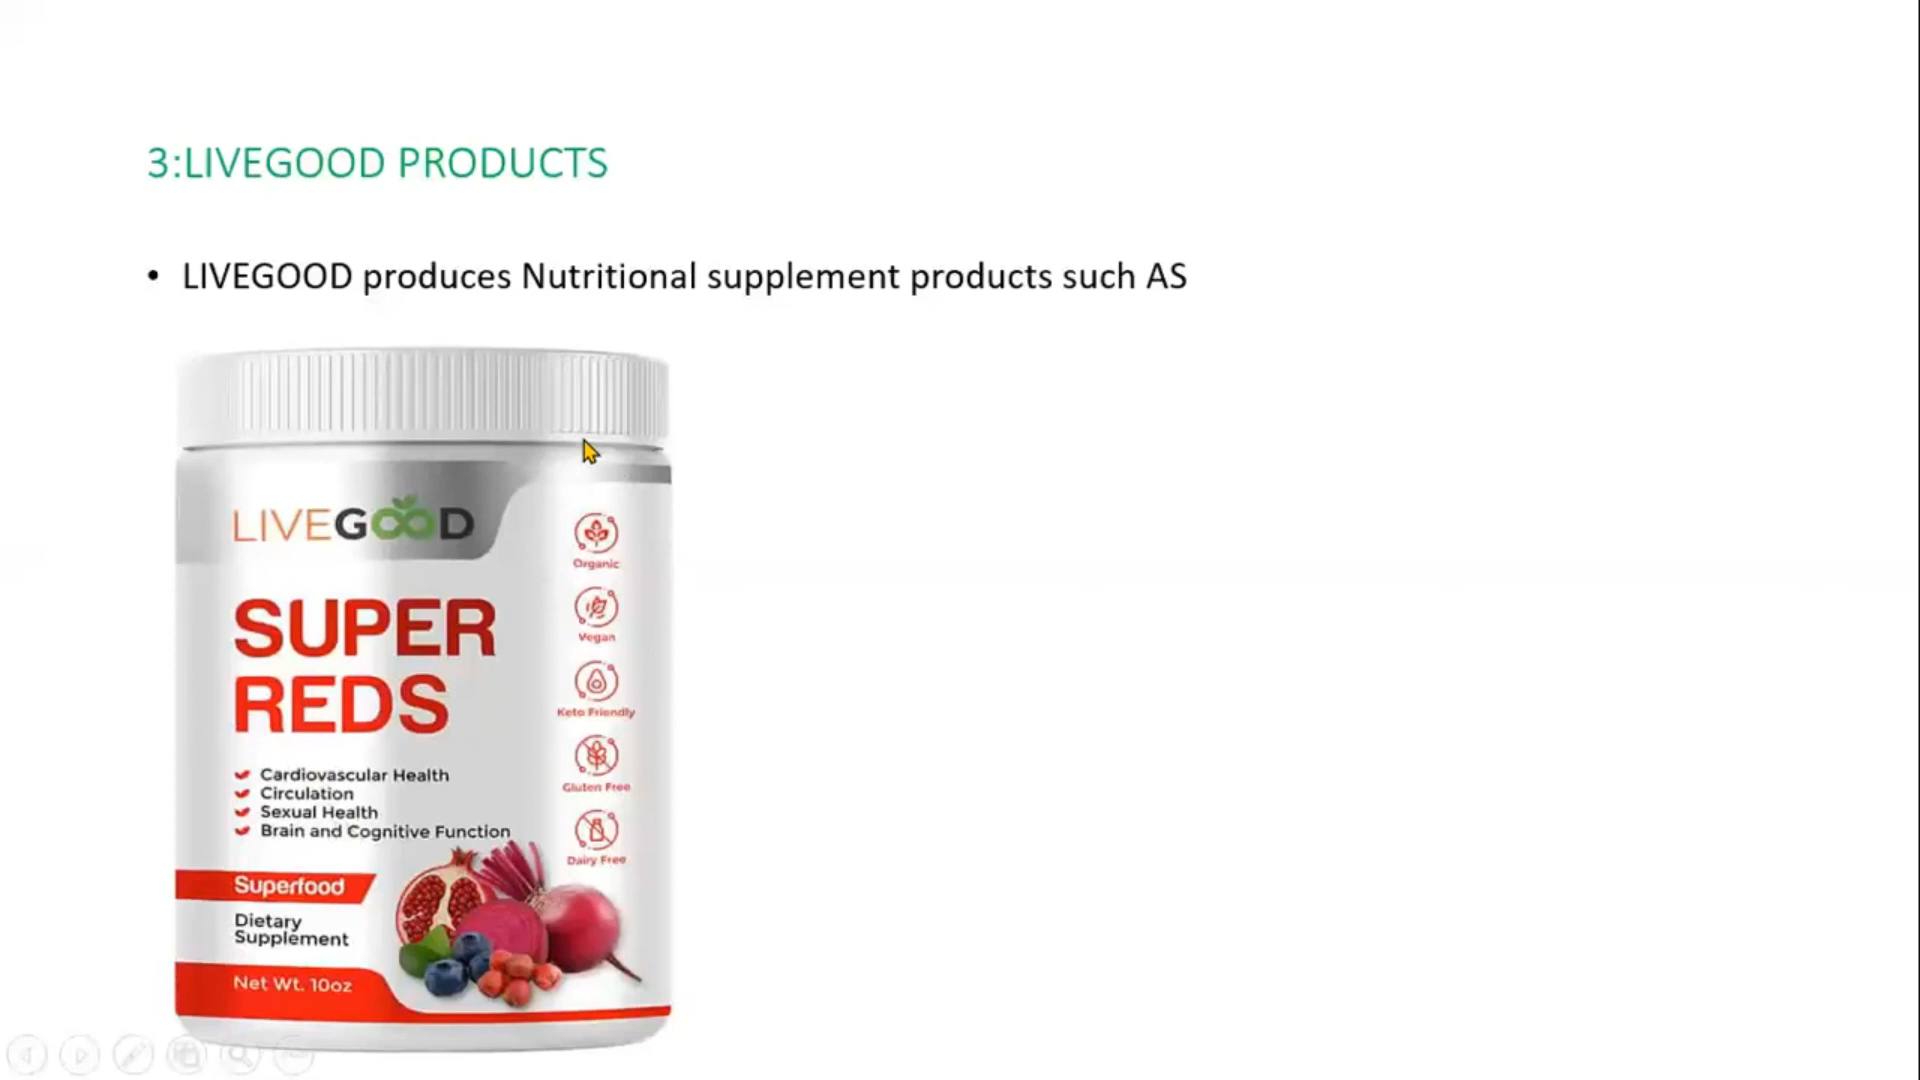 3:LIVEGOOD PRODUCTS
• LIVEGOOD produces Nutritional supplement products such AS
LIVEGOOD
SUPER
REDS
Cardiovascular Health
Circulation
Sexual Health
Brain and Cognitive Function
Organic
Vegan
Keto Friendly
Gluten Free
Dairy Free
Superfood
Dietary
Supplement
Net Wt. 10oz